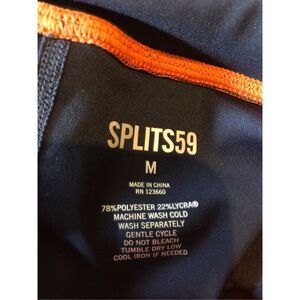 SPLITS59
M
MADE IN CHINA
RN 123660
78%POLYESTER 22%LYCRA®
MACHINE WASH COLD
WASH SEPARATELY
GENTLE CYCLE
DO NOT BLEACH
TUMBLE DRY LOW
COOL IRON IF NEEDED